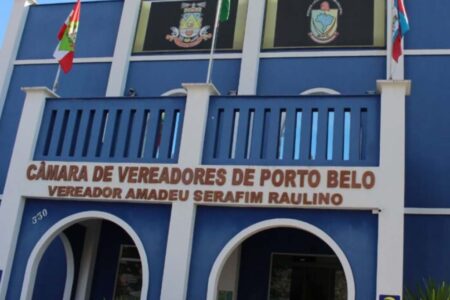 CÂMARA DE VEREADORES DE PORTO BELO
VEREADOR AMADEU SERAFIM RAULINO
330